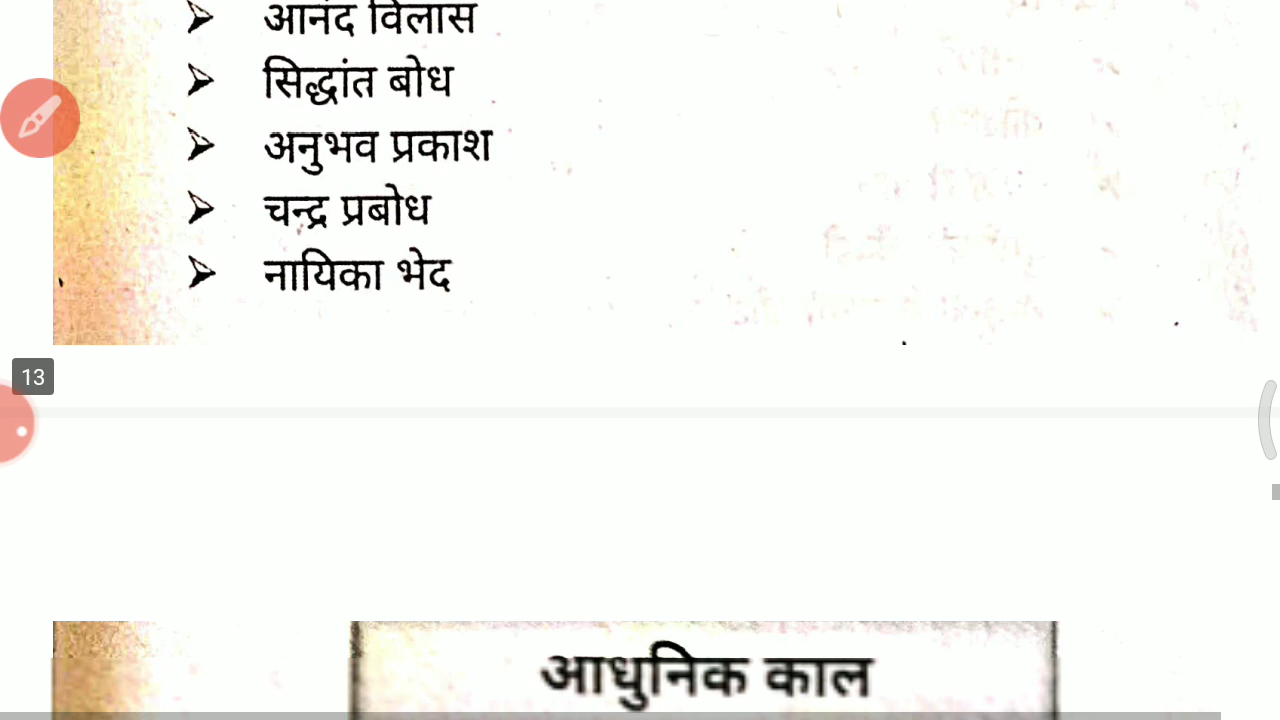 आनंद विलास
सिद्धांत बोध
अनुभव प्रकाश
चन्द्र प्रबोध
नायिका भेद
13
आधुनिक काल